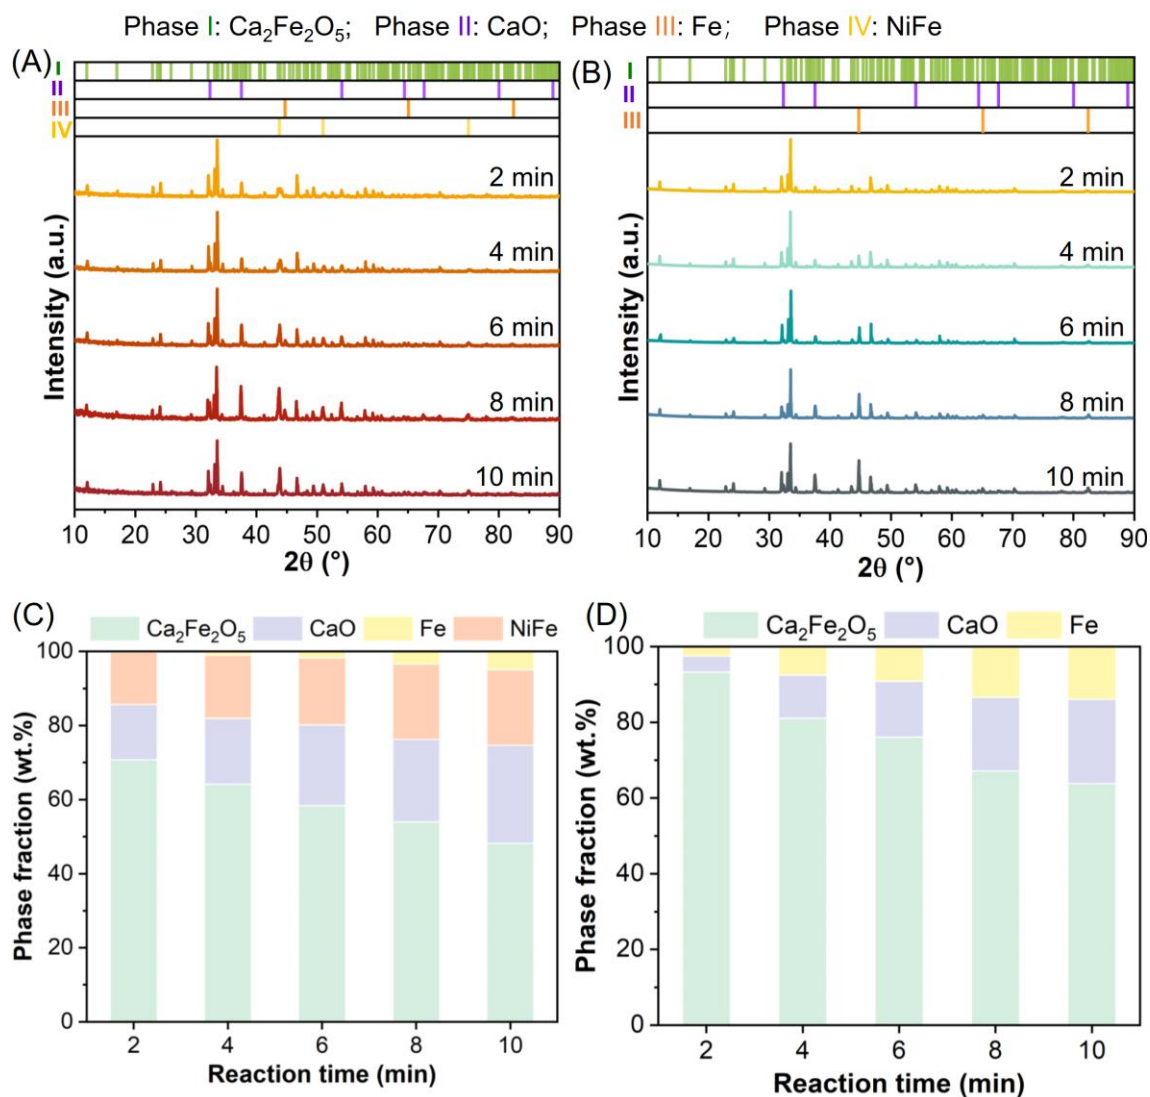 Phase I: Ca₂Fe₂O₅; Phase II: CaO; Phase III: Fe; Phase IV: NiFe
(A)
I
II
III
IV
2 min
4 min
6 min
8 min
10 min
Intensity (a.u.)
10 20 30 40 50 60 70 80 90
2θ (°)
(B)
I
II
III
2 min
4 min
6 min
8 min
10 min
Intensity (a.u.)
10 20 30 40 50 60 70 80 90
2θ (°)
(C)
Ca₂Fe₂O₅ CaO Fe NiFe
100
80
60
40
20
0
Phase fraction (wt.%)
2 4 6 8 10
Reaction time (min)
(D)
Ca₂Fe₂O₅ CaO Fe
100
80
60
40
20
0
Phase fraction (wt.%)
2 4 6 8 10
Reaction time (min)